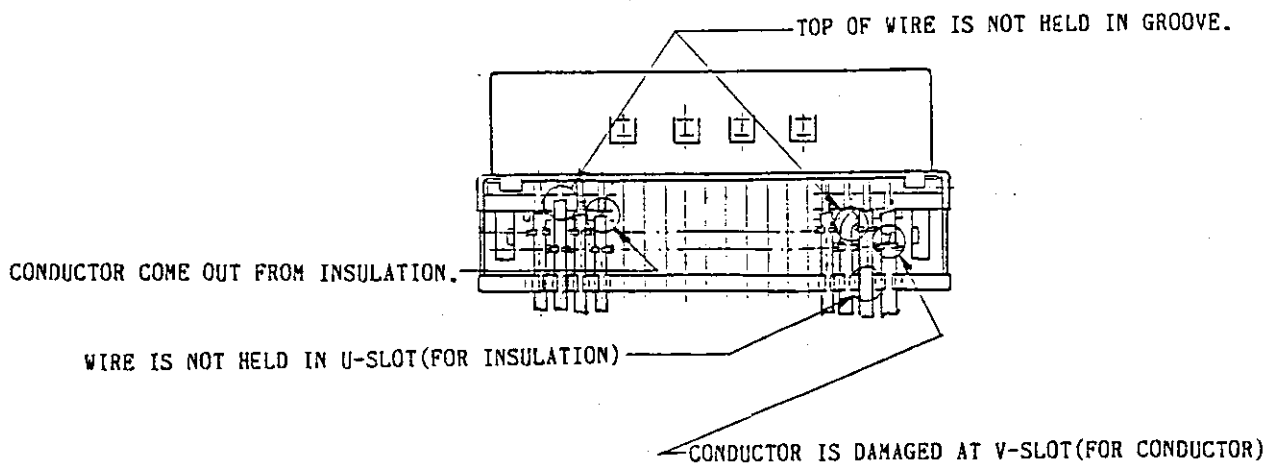 TOP OF WIRE IS NOT HELD IN GROOVE.
CONDUCTOR COME OUT FROM INSULATION.
WIRE IS NOT HELD IN U-SLOT(FOR INSULATION)
CONDUCTOR IS DAMAGED AT V-SLOT(FOR CONDUCTOR)